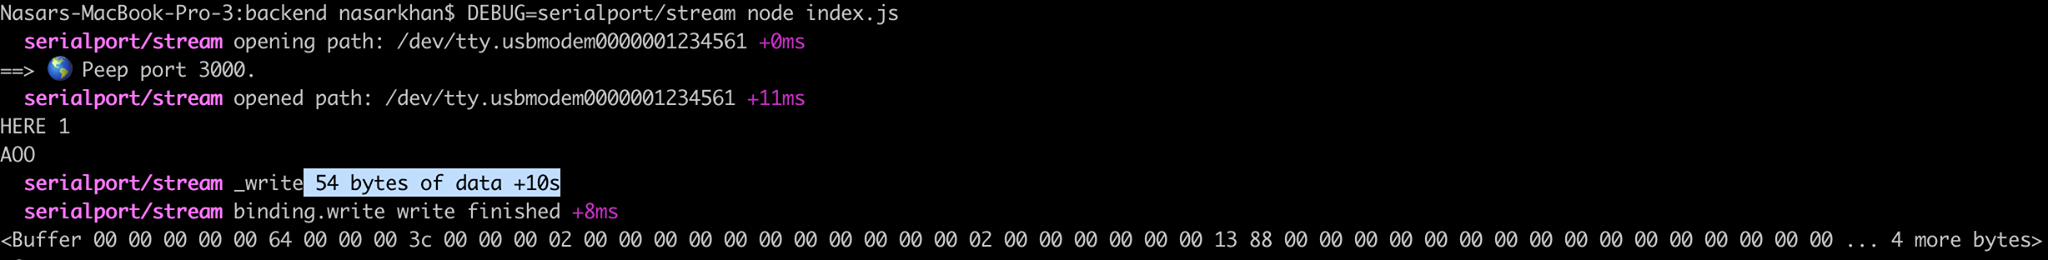 Nasars-MacBook-Pro-3:backend nasarkhan$ DEBUG=serialport/stream node index.js
serialport/stream opening path: /dev/tty.usbmodem0000001234561 +0ms
==> 🌎 Peep port 3000.
serialport/stream opened path: /dev/tty.usbmodem0000001234561 +11ms
HERE 1
AOO
serialport/stream _write 54 bytes of data +10s
serialport/stream binding.write write finished +8ms
<Buffer 00 00 00 00 00 64 00 00 00 3c 00 00 00 02 00 00 00 00 00 00 00 00 00 00 00 02 00 00 00 00 00 00 13 88 00 00 00 00 00 00 00 00 00 00 00 00 00 00 00 00 ... 4 more bytes>